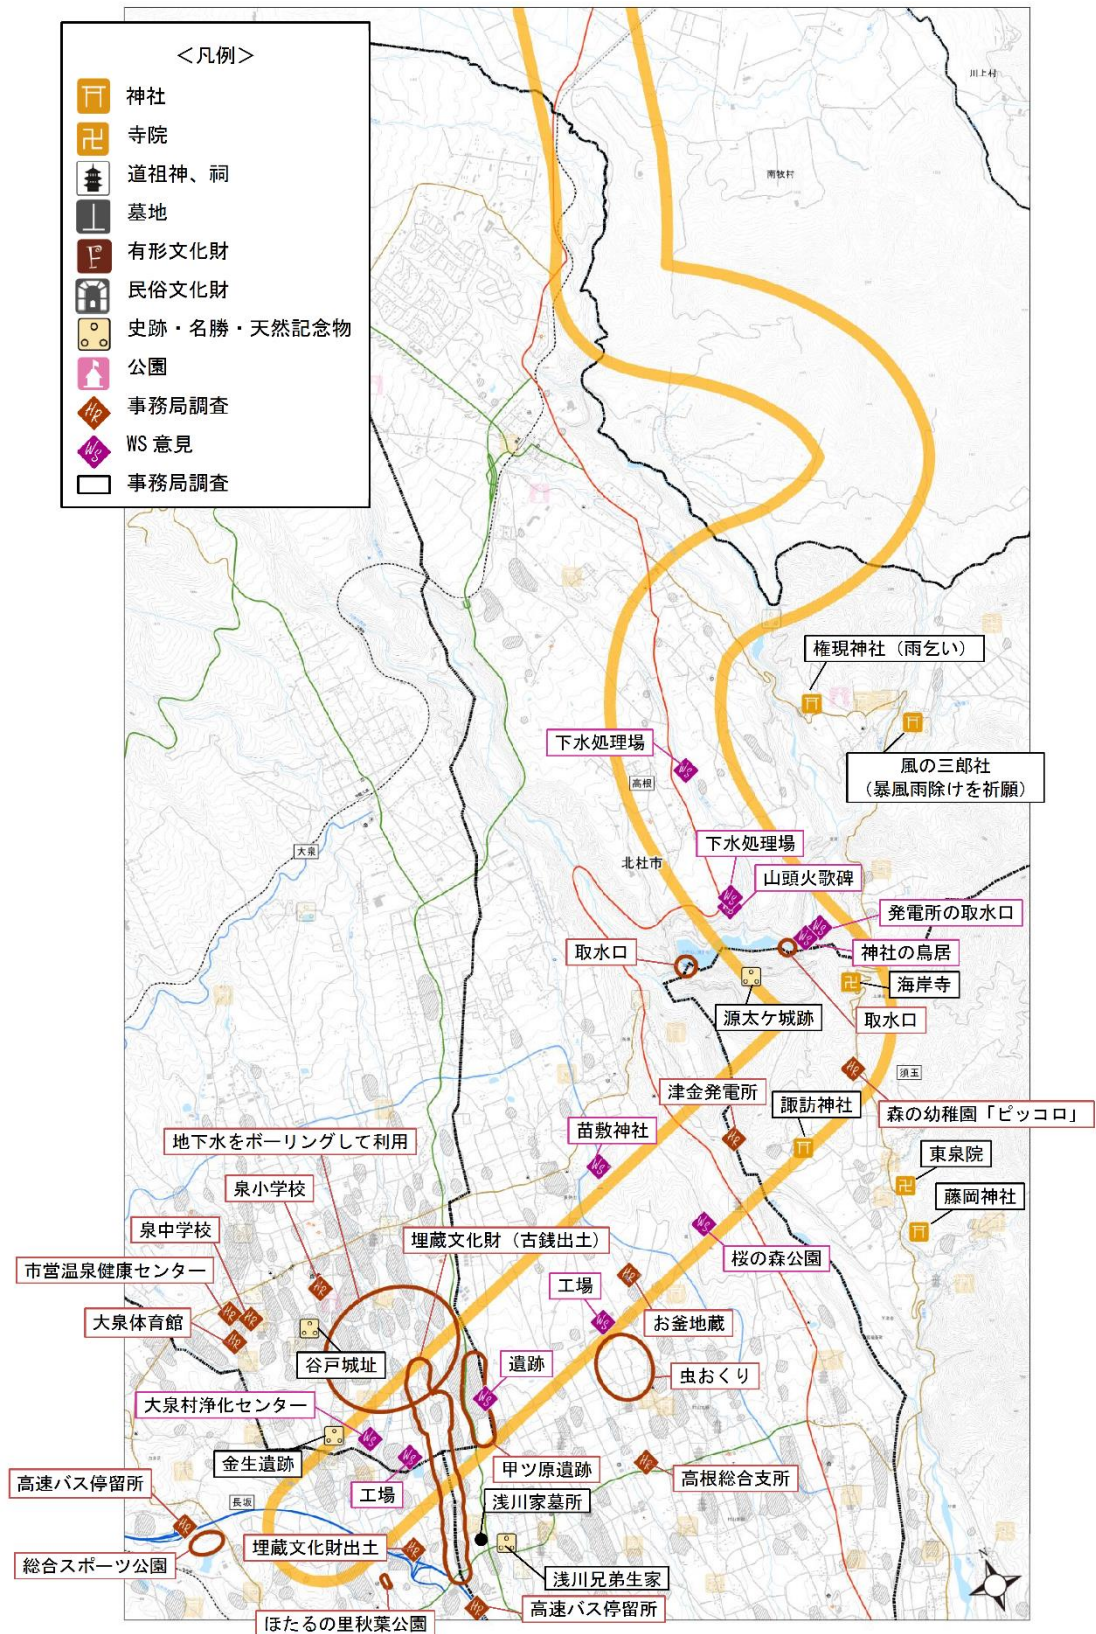 <凡例>
神社
寺院
道祖神、祠
墓地
有形文化財
民俗文化財
史跡・名勝・天然記念物
公園
HR 事務局調査
WS WS 意見
事務局調査
川上村
南牧村
権現神社（雨乞い）
風の三郎社
（暴風雨除けを祈願）
下水処理場
高根
北杜市
下水処理場
山頭火歌碑
大泉
発電所の取水口
神社の鳥居
取水口
海岸寺
源太ケ城跡
取水口
須玉
津金発電所
諏訪神社
森の幼稚園「ピッコロ」
苗敷神社
地下水をボーリングして利用
東泉院
泉小学校
藤岡神社
泉中学校
埋蔵文化財（古銭出土）
桜の森公園
市営温泉健康センター
工場
お釜地蔵
大泉体育館
谷戸城址
遺跡
虫おくり
大泉村浄化センター
金生遺跡
甲ツ原遺跡
高根総合支所
高速バス停留所
工場
浅川家墓所
長坂
埋蔵文化財出土
総合スポーツ公園
浅川兄弟生家
ほたるの里秋葉公園
高速バス停留所
N